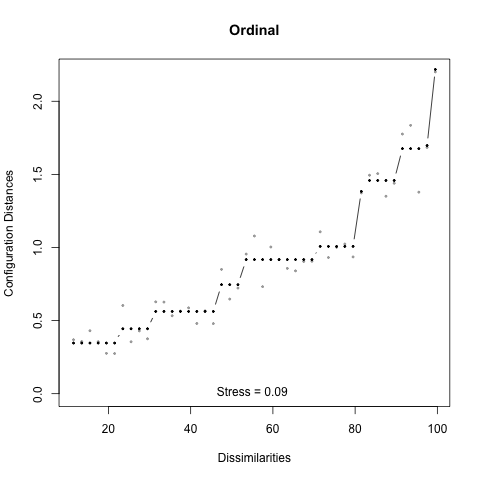 Ordinal
Configuration Distances
2.0
1.5
1.0
0.5
0.0
Stress = 0.09
20 40 60 80 100
Dissimilarities